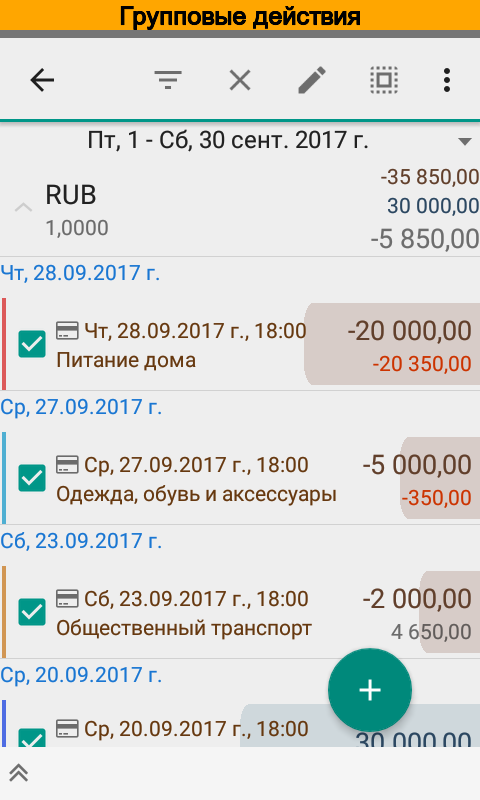 Групповые действия
Пт, 1 - Сб, 30 сент. 2017 г.
RUB
1,0000
-35 850,00
30 000,00
-5 850,00
Чт, 28.09.2017 г.
Чт, 28.09.2017 г., 18:00
-20 000,00
Питание дома
-20 350,00
Ср, 27.09.2017 г.
Ср, 27.09.2017 г., 18:00
-5 000,00
Одежда, обувь и аксессуары
-350,00
Сб, 23.09.2017 г.
Сб, 23.09.2017 г., 18:00
-2 000,00
Общественный транспорт
4 650,00
Ср, 20.09.2017 г.
Ср, 20.09.2017 г., 18:00
30 000,00